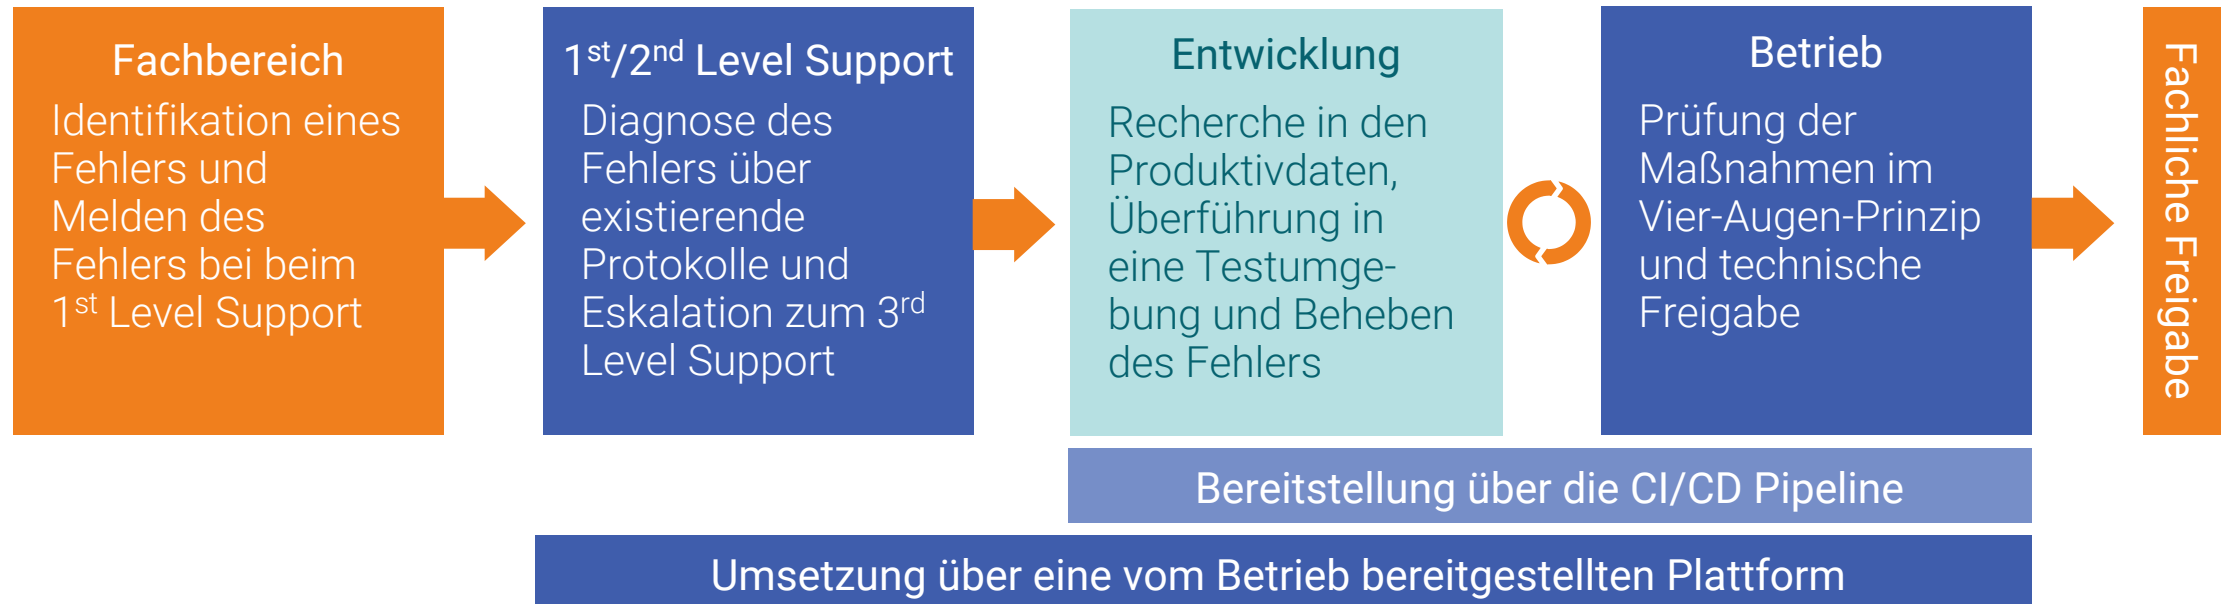 Fachbereich
Identifikation eines
Fehlers und
Melden des
Fehlers bei beim
1st Level Support
1st/2nd Level Support
Diagnose des
Fehlers über
existierende
Protokolle und
Eskalation zum 3rd
Level Support
Entwicklung
Recherche in den
Produktivdaten,
Überführung in
eine Testumge-
bung und Beheben
des Fehlers
Betrieb
Prüfung der
Maßnahmen im
Vier-Augen-Prinzip
und technische
Freigabe
Fachliche Freigabe
Bereitstellung über die CI/CD Pipeline
Umsetzung über eine vom Betrieb bereitgestellten Plattform